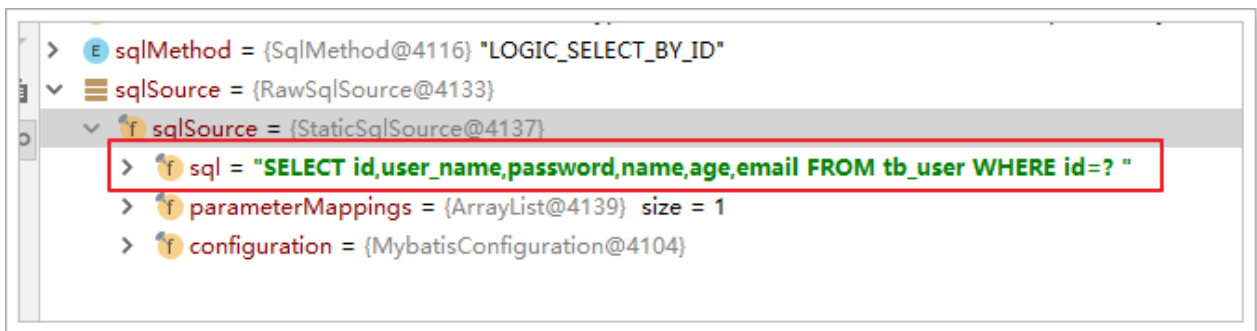 E sqlMethod = {SqlMethod@4116} "LOGIC_SELECT_BY_ID"
sqlSource = {RawSqlSource@4133}
f sqlSource = {StaticSqlSource@4137}
f sql = "SELECT id,user_name,password,name,age,email FROM tb_user WHERE id=? "
f parameterMappings = {ArrayList@4139} size = 1
f configuration = {MybatisConfiguration@4104}